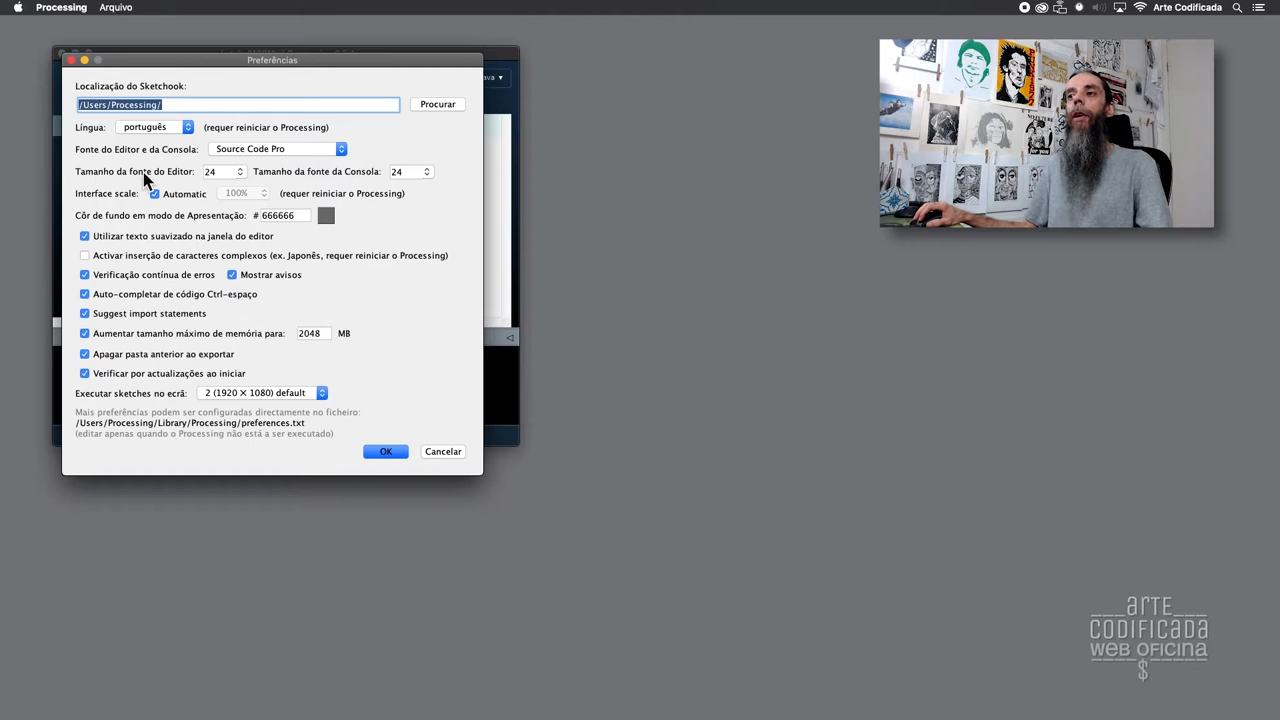 Processing Arquivo Arte Codificada
Preferências
ava ▾
Localização do Sketchook:
/Users/Processing/ Procurar
Língua: português (requer reiniciar o Processing)
Fonte do Editor e da Consola: Source Code Pro
Tamanho da fonte do Editor: 24 Tamanho da fonte da Consola: 24
Interface scale: Automatic 100% (requer reiniciar o Processing)
Côr de fundo em modo de Apresentação: # 666666
Utilizar texto suavizado na janela do editor
Activar inserção de caracteres complexos (ex. Japonês, requer reiniciar o Processing)
Verificação contínua de erros Mostrar avisos
Auto-completar de código Ctrl-espaço
Suggest import statements
Aumentar tamanho máximo de memória para: 2048 MB
Apagar pasta anterior ao exportar
Verificar por actualizações ao iniciar
Executar sketches no ecrã: 2 (1920 × 1080) default
Mais preferências podem ser configuradas directamente no ficheiro:
/Users/Processing/Library/Processing/preferences.txt
(editar apenas quando o Processing não está a ser executado)
OK Cancelar
___ARTE_
CODIFICADA
WEB OFICINA
$